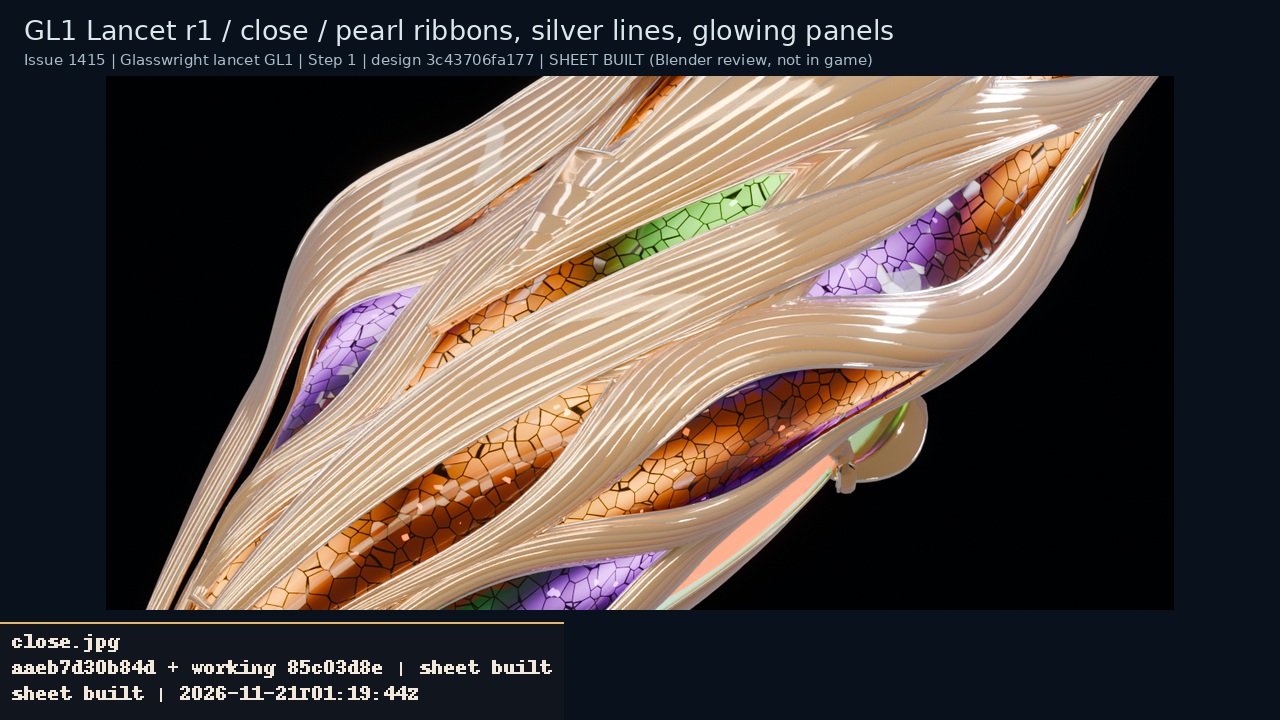 GL1 Lancet r1 / close / pearl ribbons, silver lines, glowing panels
Issue 1415 | Glasswright lancet GL1 | Step 1 | design 3c43706fa177 | SHEET BUILT (Blender review, not in game)
close.jpg
aaeb7d30b84d + working 85c03d8e | sheet built
sheet built | 2026-11-21T01:19:44Z